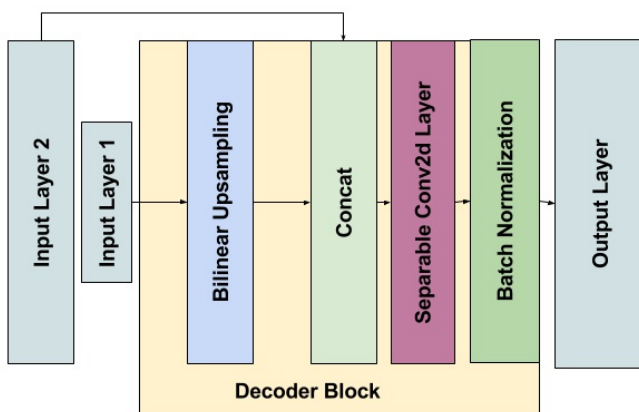 Input Layer 2
Input Layer 1
Bilinear Upsampling
Concat
Separable Conv2d Layer
Batch Normalization
Output Layer
Decoder Block